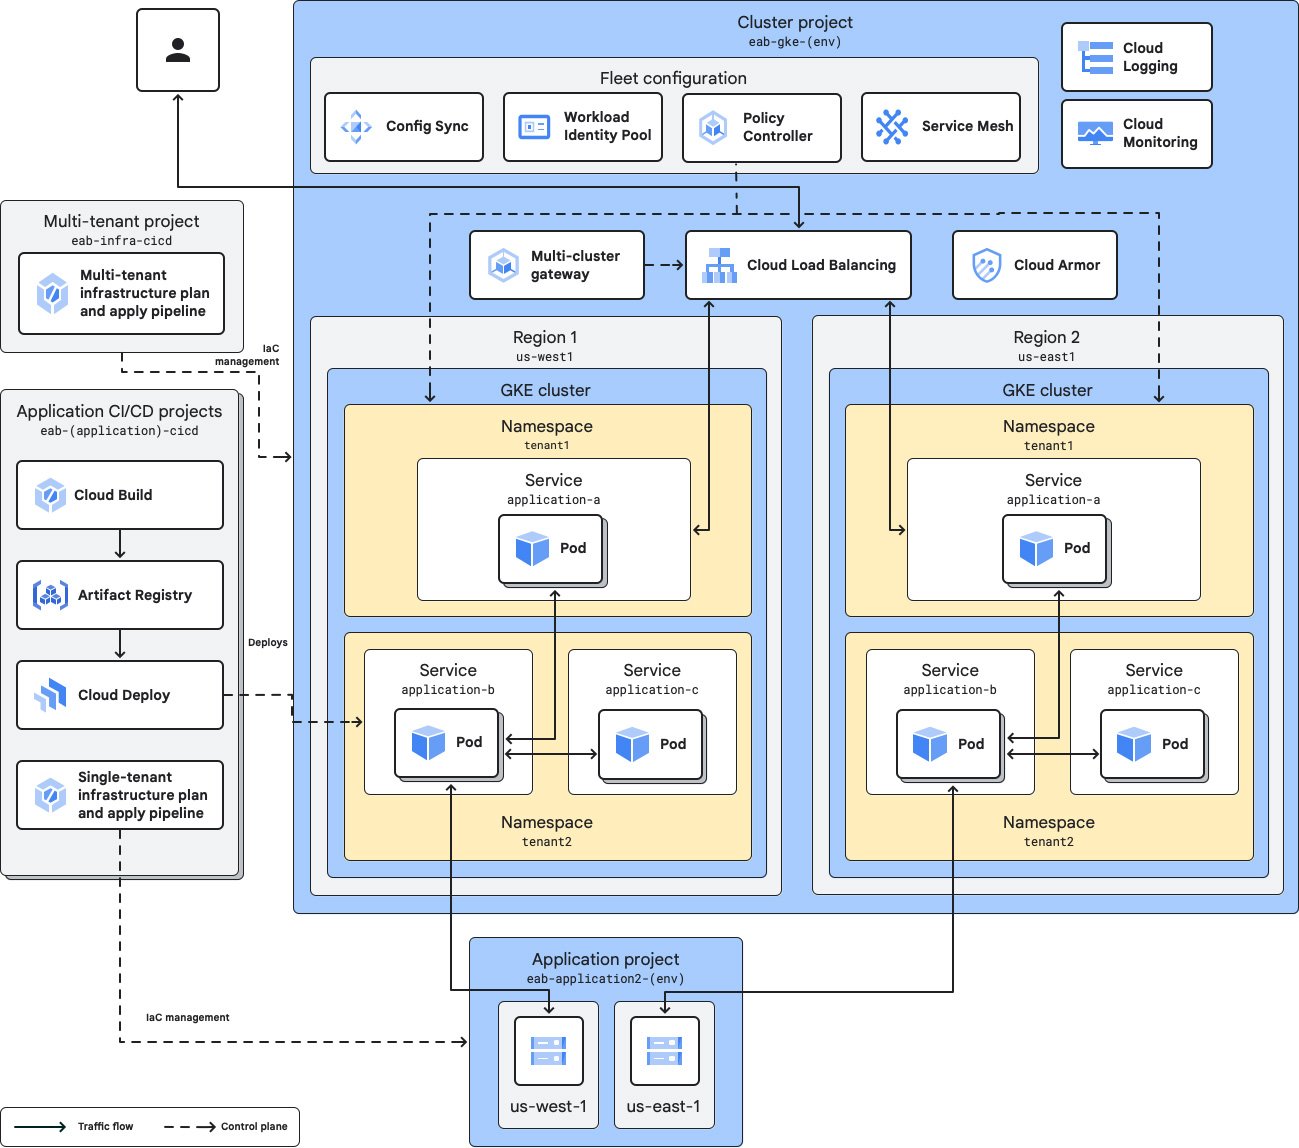 Cluster project
eab-gke-(env)
Cloud
Logging
Cloud
Monitoring
Fleet configuration
Config Sync
Workload
Identity Pool
Policy
Controller
Service Mesh
Multi-tenant project
eab-infra-cicd
Multi-tenant
infrastructure plan
and apply pipeline
IaC
management
Multi-cluster
gateway
Cloud Load Balancing
Cloud Armor
Application CI/CD projects
eab-(application)-cicd
Cloud Build
Artifact Registry
Cloud Deploy
Deploys
Single-tenant
infrastructure plan
and apply pipeline
IaC management
Region 1
us-west1
GKE cluster
Namespace
tenant1
Service
application-a
Pod
Service
application-b
Pod
Service
application-c
Pod
Namespace
tenant2
Region 2
us-east1
GKE cluster
Namespace
tenant1
Service
application-a
Pod
Service
application-b
Pod
Service
application-c
Pod
Namespace
tenant2
Application project
eab-application2-(env)
us-west-1
us-east-1
Traffic flow
Control plane